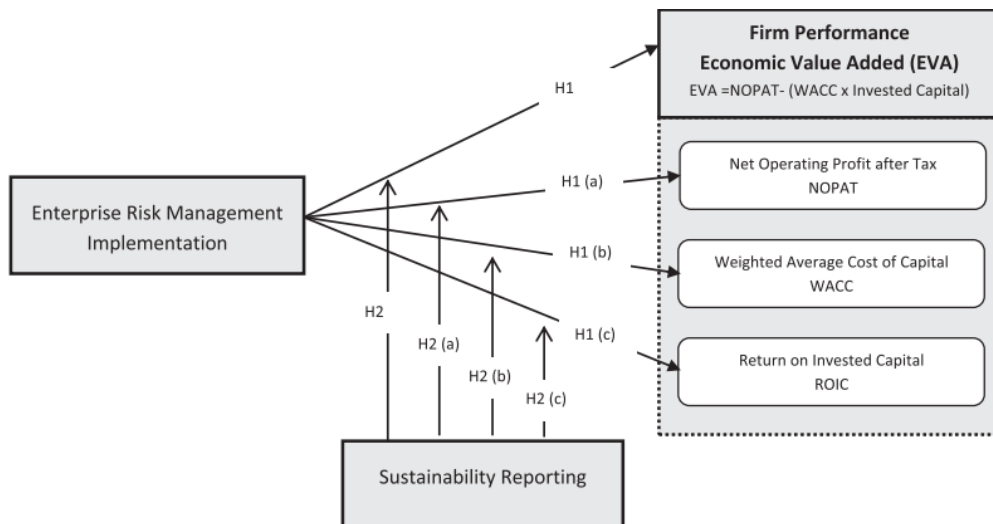 Firm Performance
Economic Value Added (EVA)
EVA =NOPAT- (WACC x Invested Capital)
H1
Net Operating Profit after Tax
NOPAT
H1 (a)
Enterprise Risk Management
Implementation
H1 (b)
Weighted Average Cost of Capital
WACC
H2
H1 (c)
H2 (a)
Return on Invested Capital
ROIC
H2 (b)
H2 (c)
Sustainability Reporting